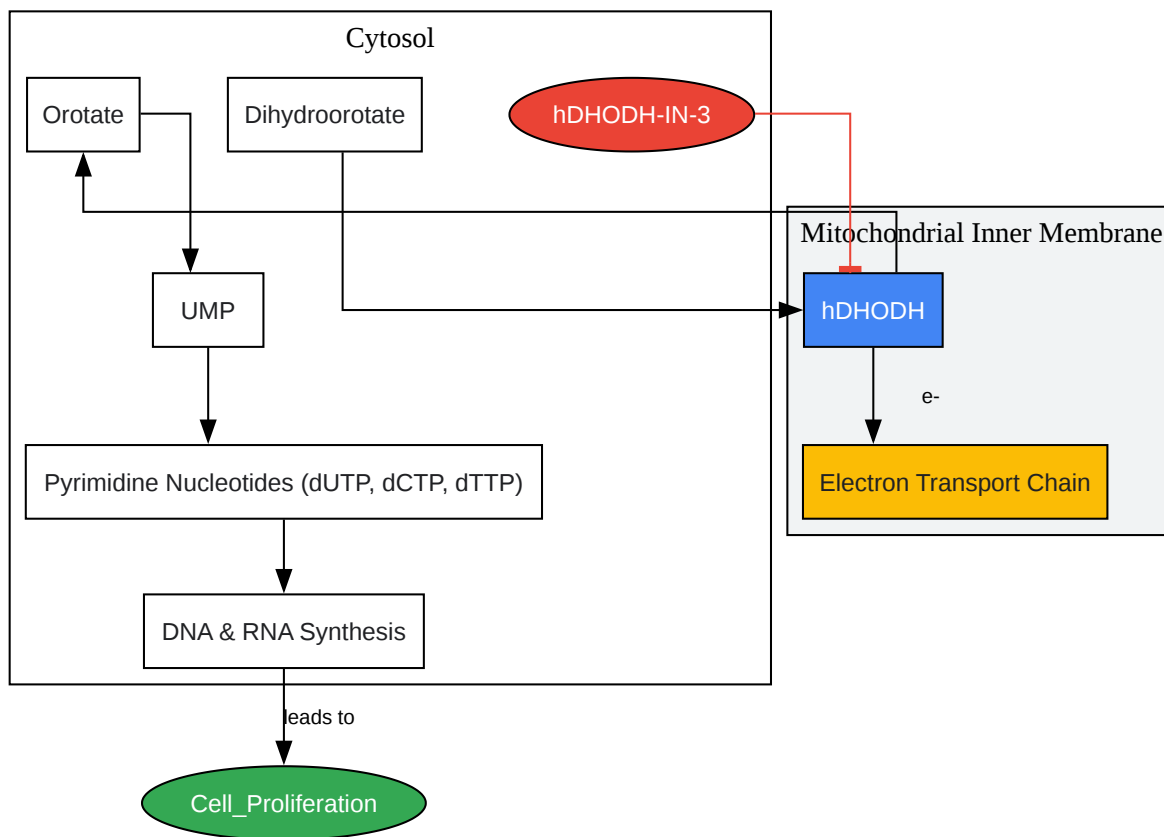 Cytosol
Orotate
Dihydroorotate
hDHODH-IN-3
Mitochondrial Inner Membrane
UMP
hDHODH
e-
Pyrimidine Nucleotides (dUTP, dCTP, dTTP)
Electron Transport Chain
DNA & RNA Synthesis
leads to
Cell_Proliferation